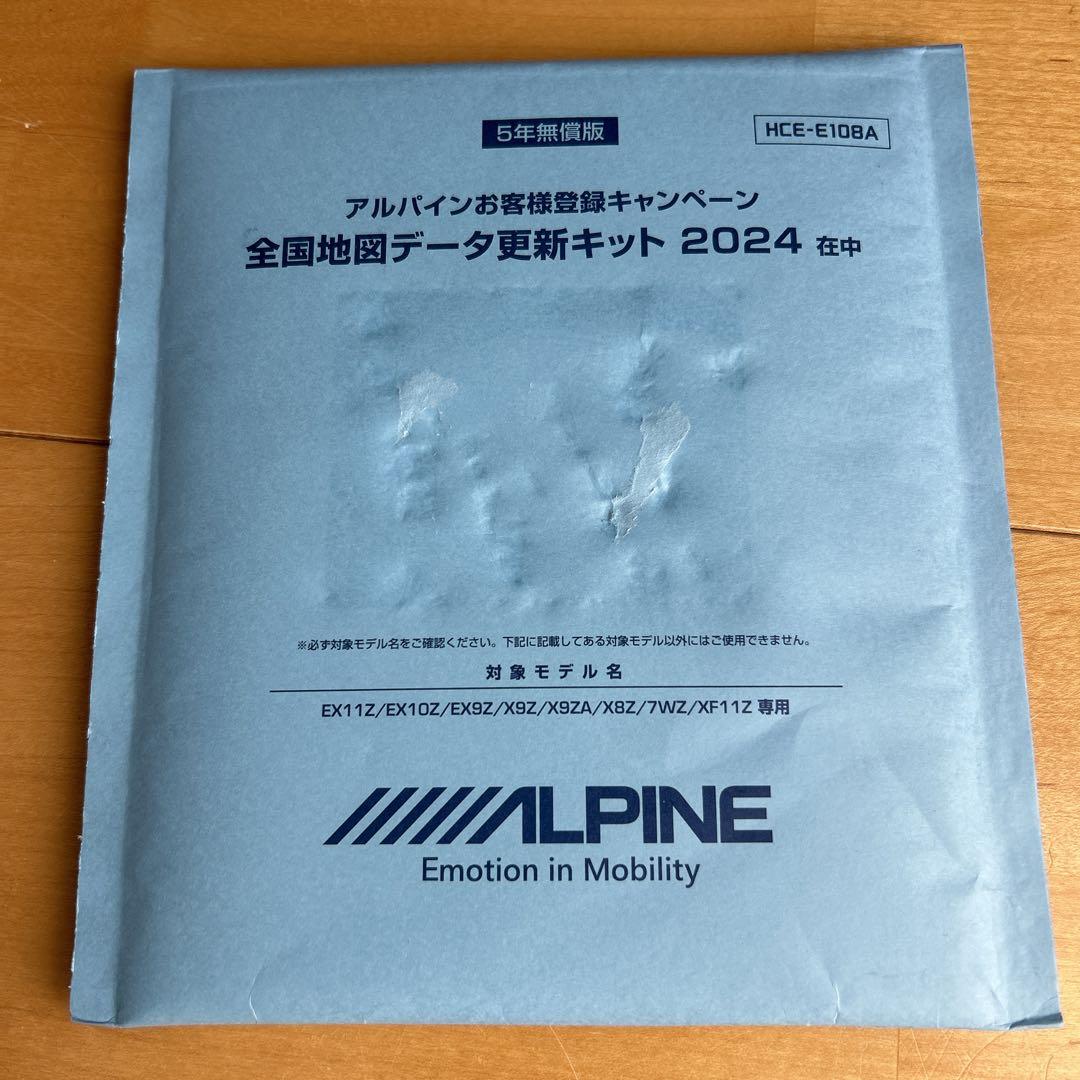 5年無償版
HCE-E108A
アルパインお客様登録キャンペーン
全国地図データ更新キット 2024 在中
※必ず対象モデル名をご確認ください。下記に記載してある対象モデル以外にはご使用できません。
対象モデル名
EX11Z/EX10Z/EX9Z/X9Z/X9ZA/X8Z/7WZ/XF11Z 専用
ALPINE
Emotion in Mobility